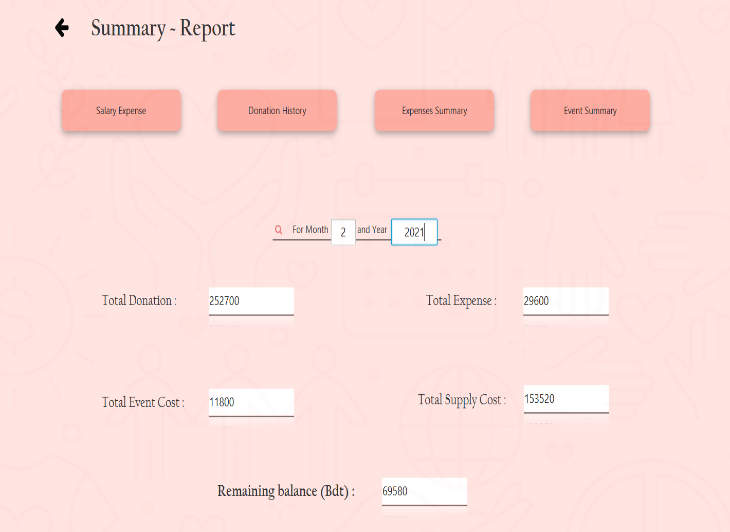 Summary - Report
Salary Expense Donation History Expenses Summary Event Summary
For Month 2 and Year 2021
Total Donation : 252700 Total Expense : 29600
Total Event Cost : 11800 Total Supply Cost : 153520
Remaining balance (Bdt) : 69580